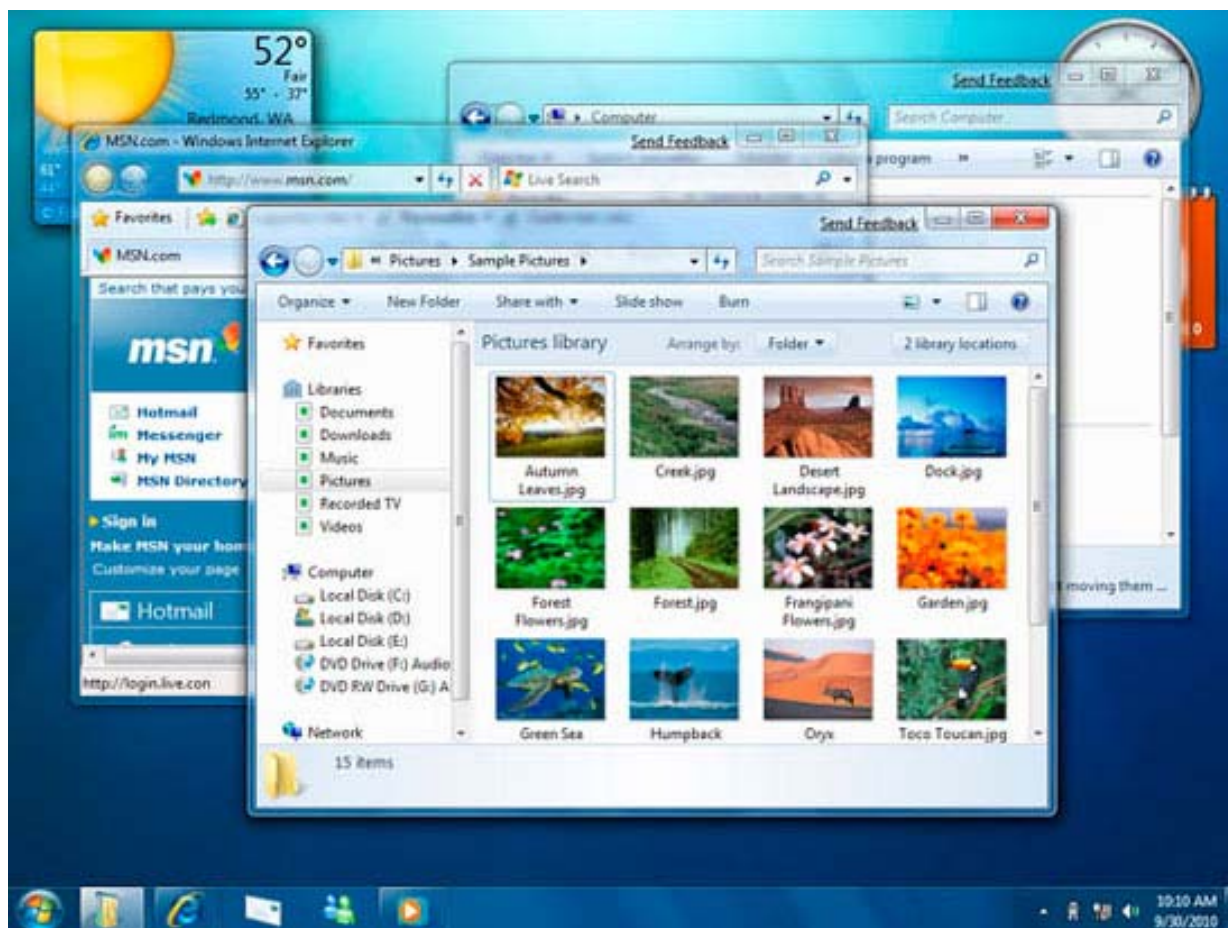 52°
Fair
55° - 37°
Redmond, WA
61°
Send Feedback
Computer
Search Computer
program »
MSN.com - Windows Internet Explorer
Send Feedback
http://www.msn.com/
Live Search
Favorites
MSN.com
Search that pays you
msn
Hotmail
Messenger
My MSN
MSN Directory
Sign in
Make MSN your hom
Customize your page
Hotmail
http://login.live.con
Send Feedback
« Pictures Sample Pictures
Search Sample Pictures
Organize New Folder Share with Slide show Burn
Favorites
Libraries
Documents
Downloads
Music
Pictures
Recorded TV
Videos
Computer
Local Disk (C:)
Local Disk (D:)
Local Disk (E:)
DVD Drive (F:) Audio
DVD RW Drive (G:) A
Network
Pictures library
Arrange by: Folder
2 library locations
Autumn
Leaves.jpg
Creek.jpg
Desert
Landscape.jpg
Dock.jpg
Forest
Flowers.jpg
Forest.jpg
Frangipani
Flowers.jpg
Garden.jpg
Green Sea
Humpback
Oryx
Toco Toucan.jpg
15 items
moving them ...
10:10 AM
9/30/2010